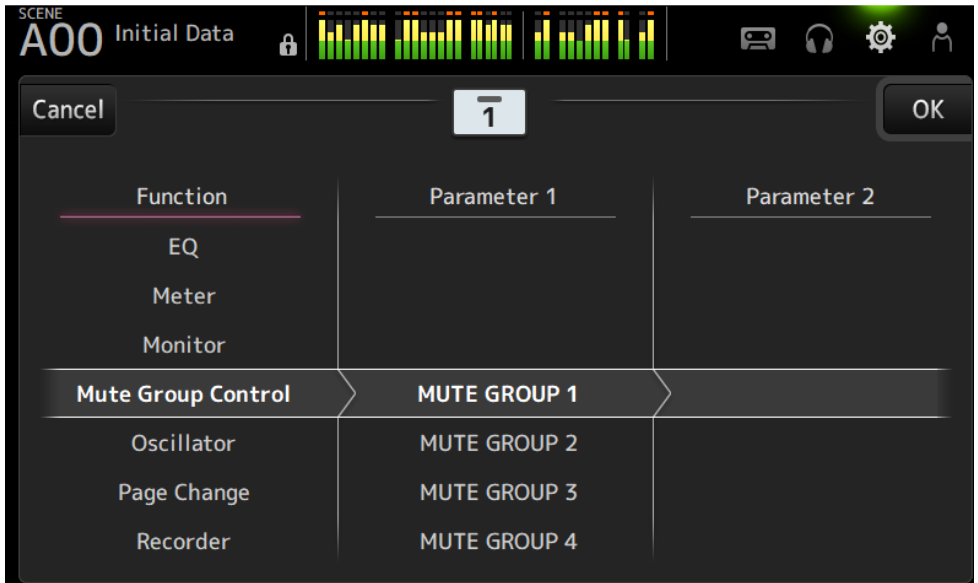 SCENE
A00 Initial Data
Cancel
1
OK
Function Parameter 1 Parameter 2
EQ
Meter
Monitor
Mute Group Control MUTE GROUP 1
Oscillator MUTE GROUP 2
Page Change MUTE GROUP 3
Recorder MUTE GROUP 4